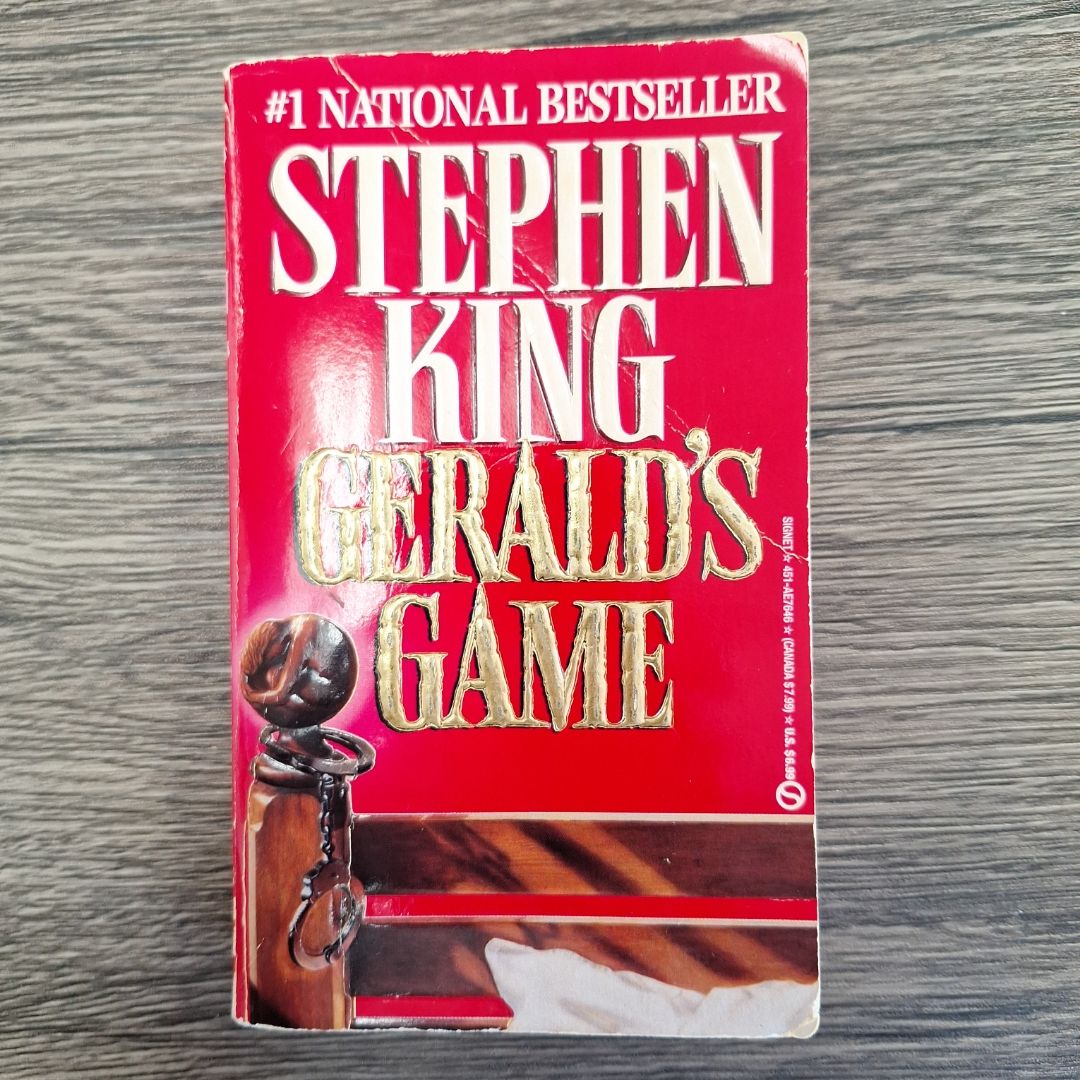 #1 NATIONAL BESTSELLER
STEPHEN
KING
GERALD'S
GAME
SIGNET ★ 451-AE7646 ★ (CANADA $7.99) ★ U.S. $6.99